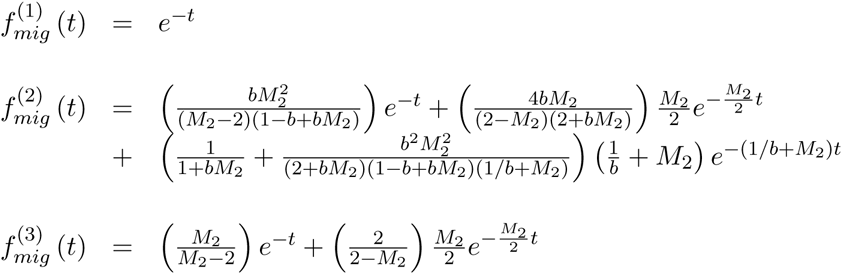 $f_{mig}^{(1)}(t) = e^{-t}$
$f_{mig}^{(2)}(t) = \left(\frac{bM_2^2}{(M_2-2)(1-b+bM_2)}\right) e^{-t} + \left(\frac{4bM_2}{(2-M_2)(2+bM_2)}\right) \frac{M_2}{2} e^{-\frac{M_2}{2}t}$
$+ \left(\frac{1}{1+bM_2} + \frac{b^2M_2^2}{(2+bM_2)(1-b+bM_2)(1/b+M_2)}\right) \left(\frac{1}{b} + M_2\right) e^{-(1/b+M_2)t}$
$f_{mig}^{(3)}(t) = \left(\frac{M_2}{M_2-2}\right) e^{-t} + \left(\frac{2}{2-M_2}\right) \frac{M_2}{2} e^{-\frac{M_2}{2}t}$